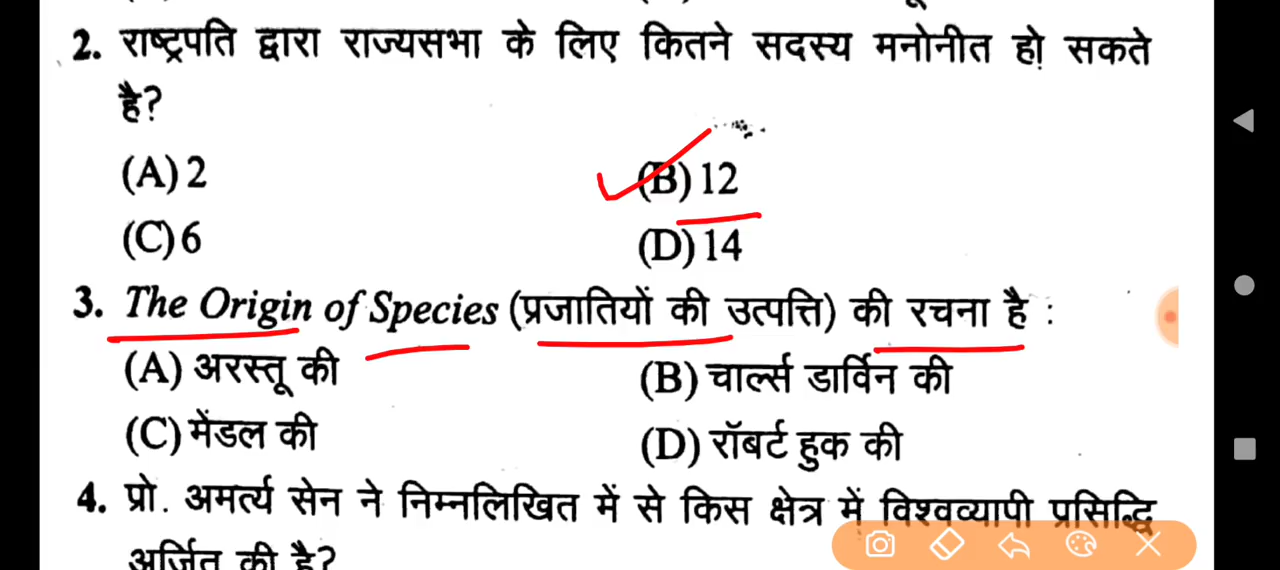 2. राष्ट्रपति द्वारा राज्यसभा के लिए कितने सदस्य मनोनीत हो सकते
है?
(A) 2 (B) 12
(C) 6 (D) 14
3. The Origin of Species (प्रजातियों की उत्पत्ति) की रचना है :
(A) अरस्तू की (B) चार्ल्स डार्विन की
(C) मेंडल की (D) रॉबर्ट हुक की
4. प्रो. अमर्त्य सेन ने निम्नलिखित में से किस क्षेत्र में विश्वव्यापी प्रसिद्धि
अर्जित की है?